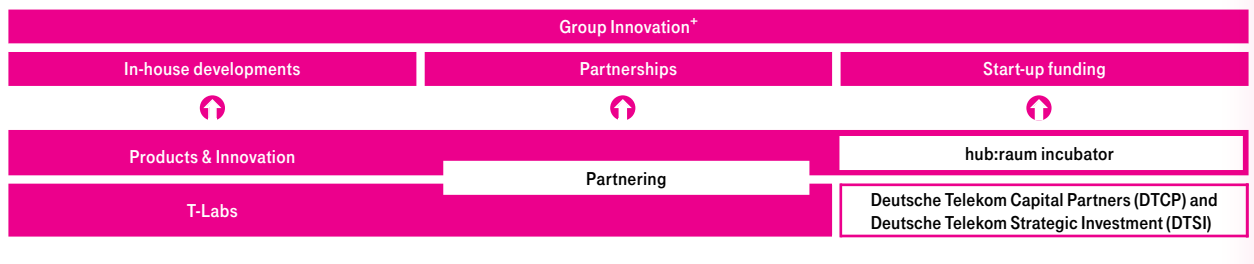 Group Innovation⁺
In-house developments
Partnerships
Start-up funding
Products & Innovation
hub:raum incubator
Partnering
T-Labs
Deutsche Telekom Capital Partners (DTCP) and
Deutsche Telekom Strategic Investment (DTSI)